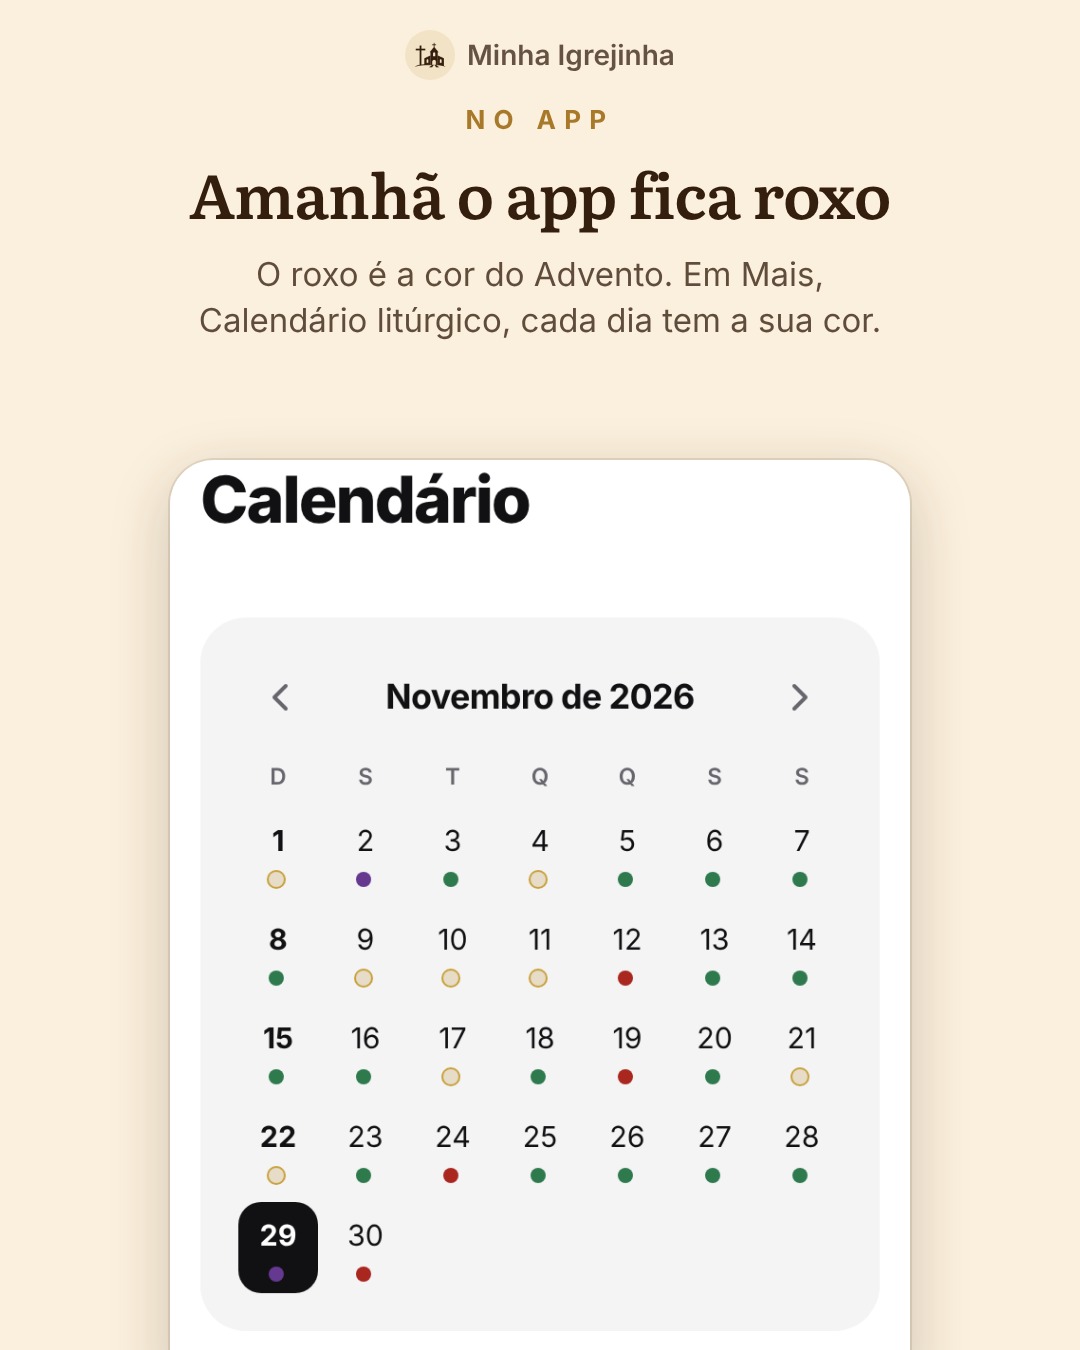 Minha Igrejinha
NO APP
Amanhã o app fica roxo
O roxo é a cor do Advento. Em Mais,
Calendário litúrgico, cada dia tem a sua cor.
Calendário
Novembro de 2026
D S T Q Q S S
1 2 3 4 5 6 7
8 9 10 11 12 13 14
15 16 17 18 19 20 21
22 23 24 25 26 27 28
29 30